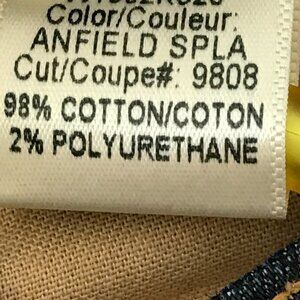 Color/Couleur:
ANFIELD SPLA
Cut/Coupe#: 9808
98% COTTON/COTON
2% POLYURETHANE